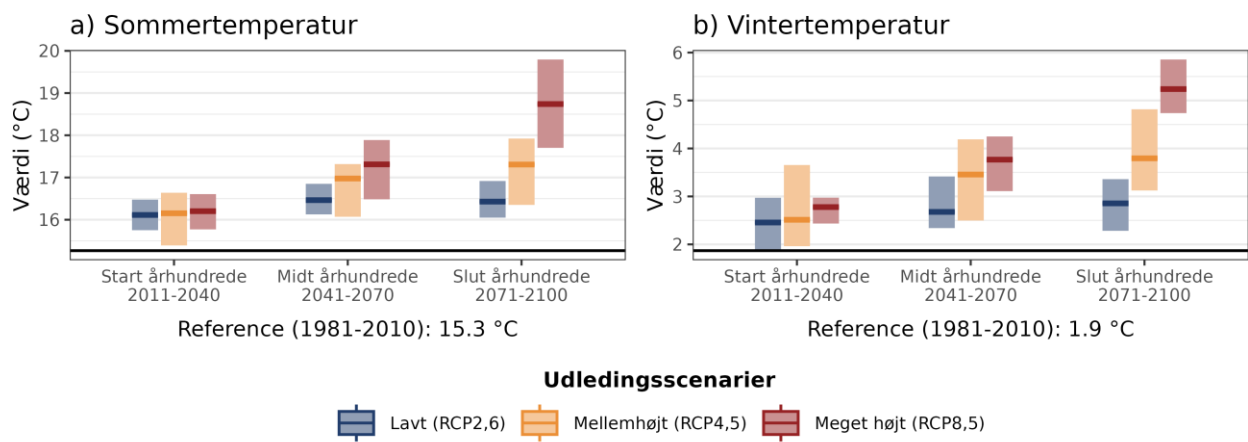 a) Sommertemperatur
Værdi (°C)
20
19
18
17
16
Start århundrede
2011-2040
Midt århundrede
2041-2070
Slut århundrede
2071-2100
Reference (1981-2010): 15.3 °C
b) Vintertemperatur
Værdi (°C)
6
5
4
3
2
Start århundrede
2011-2040
Midt århundrede
2041-2070
Slut århundrede
2071-2100
Reference (1981-2010): 1.9 °C
Udledingsscenarier
Lavt (RCP2,6)
Mellemhøjt (RCP4,5)
Meget højt (RCP8,5)